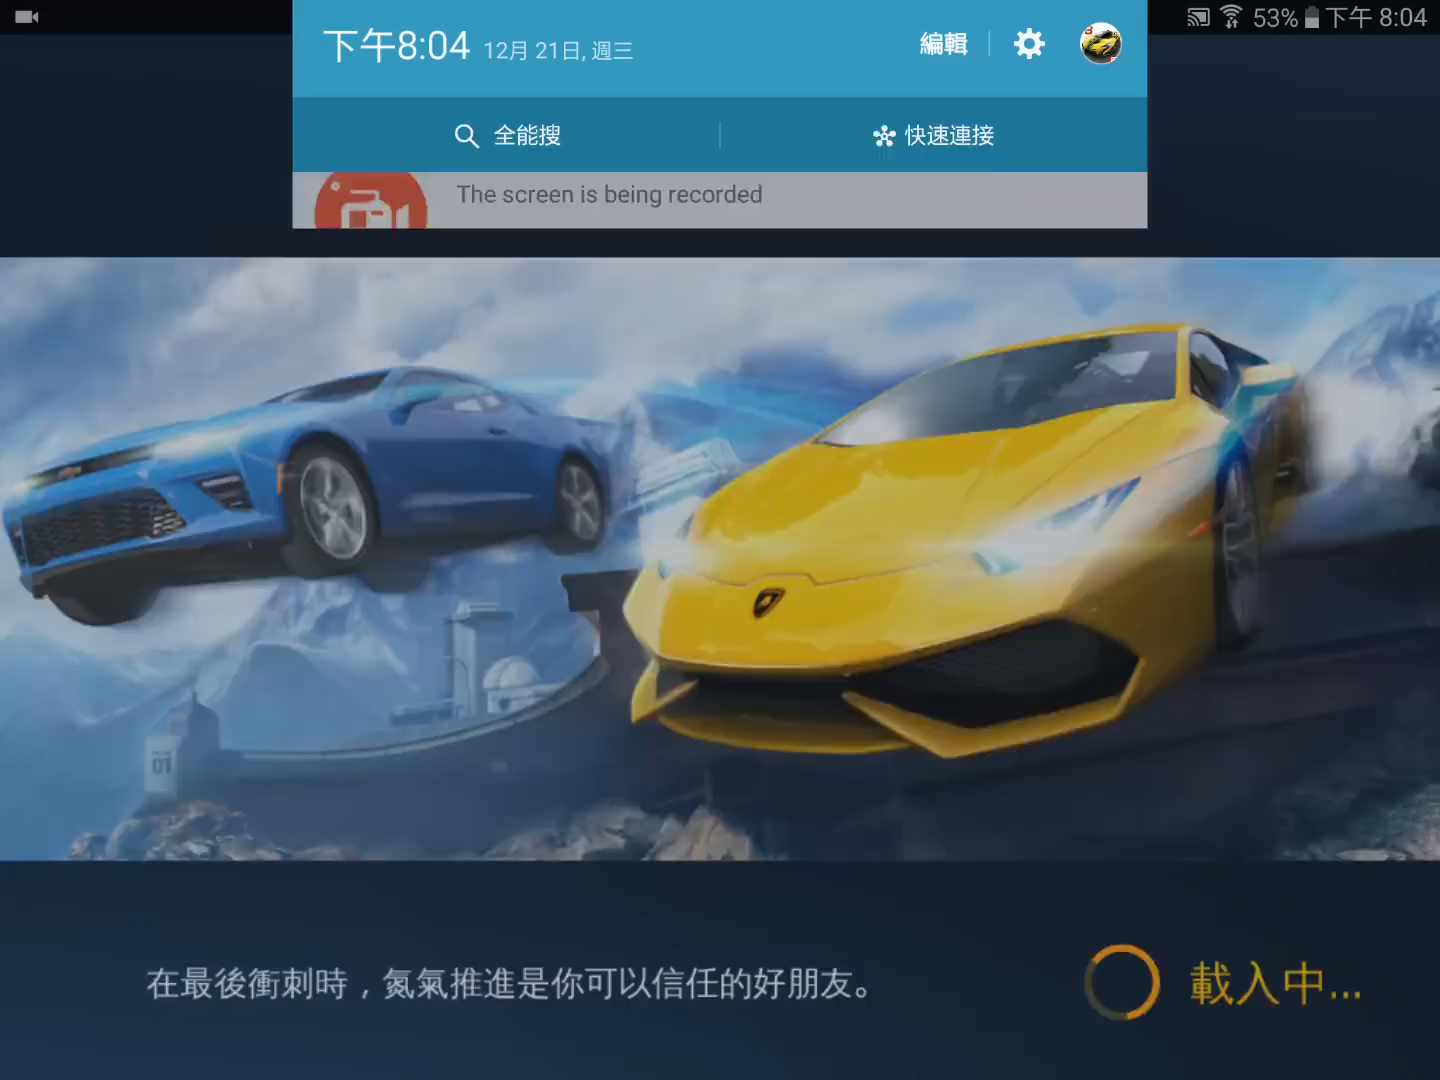 53% 下午 8:04
下午8:04 12月 21日, 週三 編輯
全能搜 快速連接
The screen is being recorded
01
在最後衝刺時，氮氣推進是你可以信任的好朋友。
載入中...